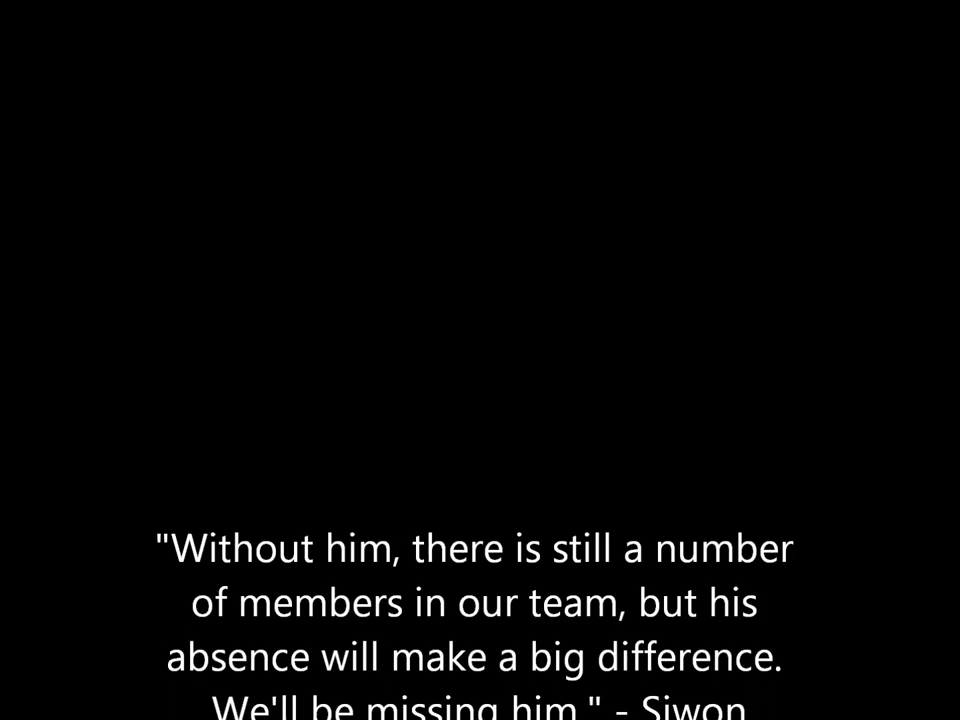 "Without him, there is still a number
of members in our team, but his
absence will make a big difference.
We'll be missing him." - Siwon